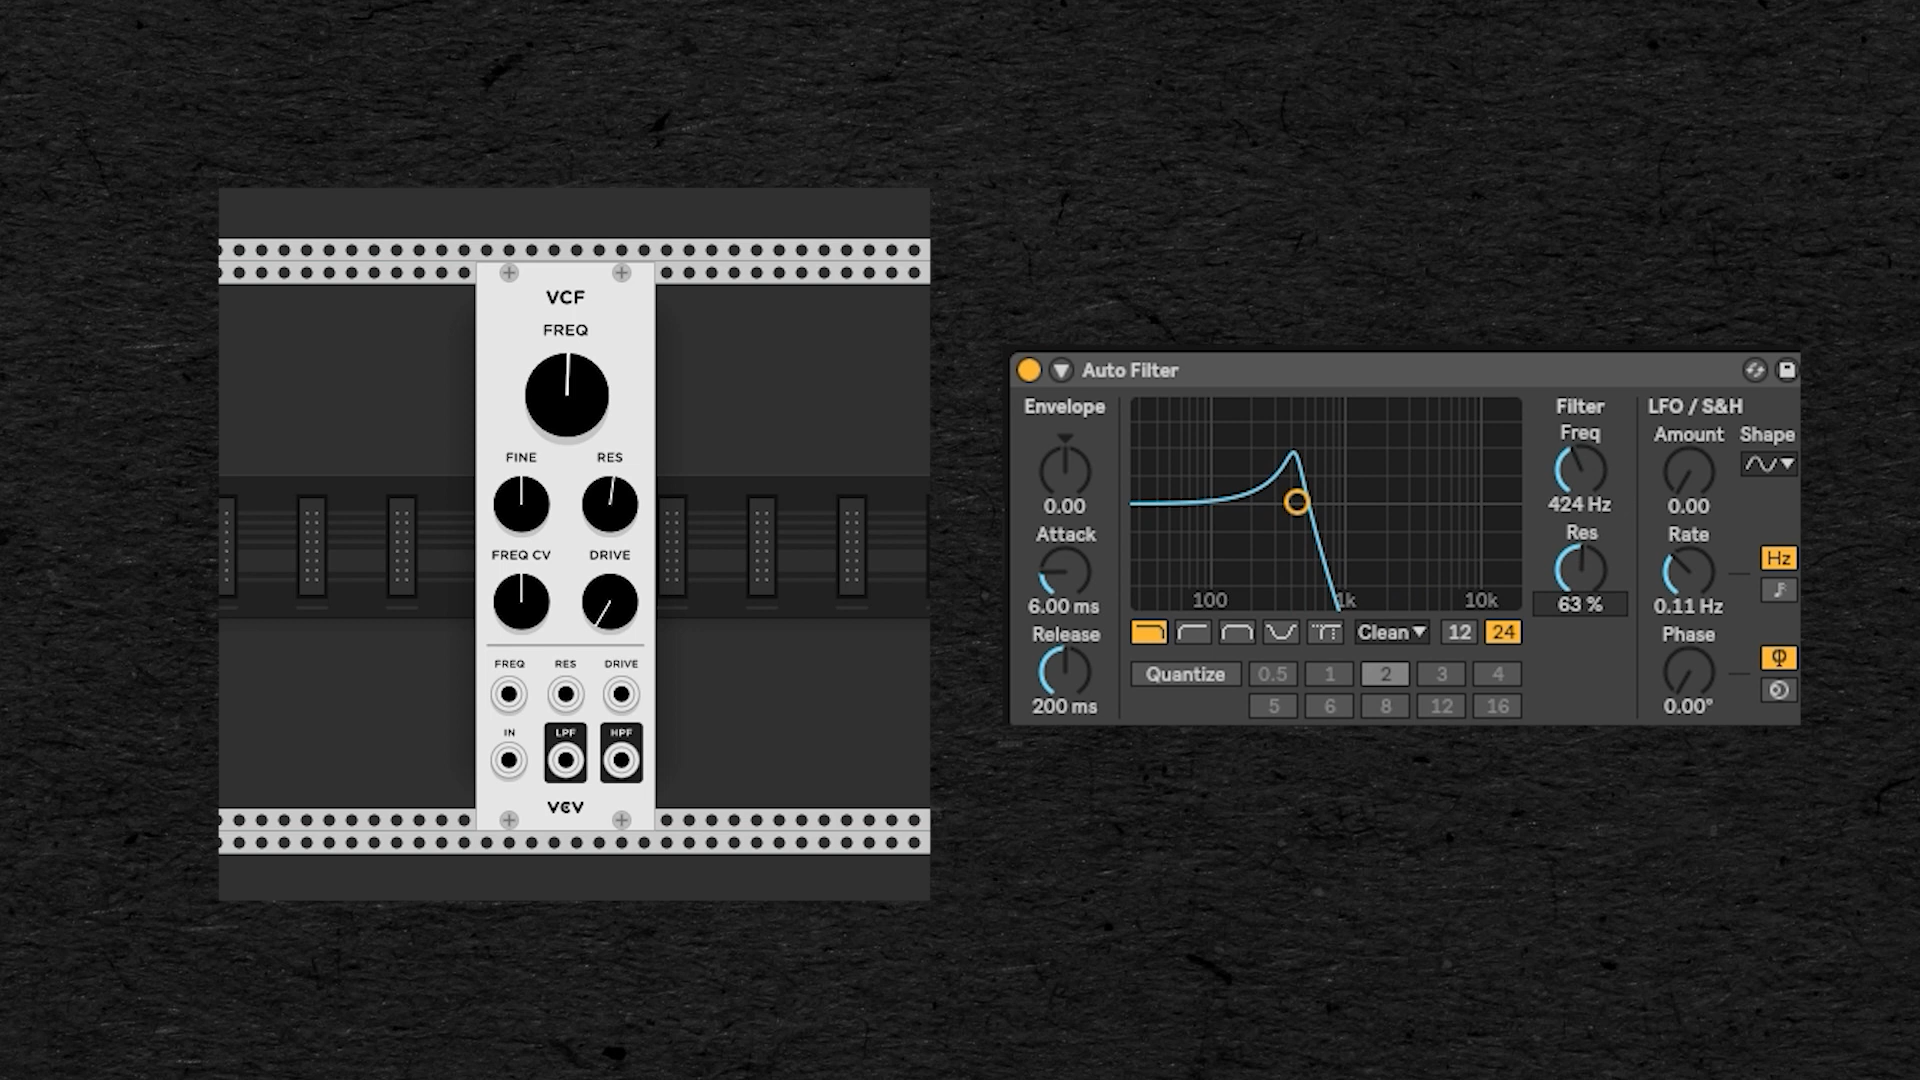 VCF
FREQ
FINE RES
FREQ CV DRIVE
FREQ RES DRIVE
IN LPF HPF
VCV
Auto Filter
Envelope
0.00
Attack
6.00 ms
Release
200 ms
100 1k 10k
Clean 12 24
Quantize 0.5 1 2 3 4
5 6 8 12 16
Filter
Freq
424 Hz
Res
63 %
LFO / S&H
Amount Shape
0.00
Rate
Hz
0.11 Hz
Phase
0.00°